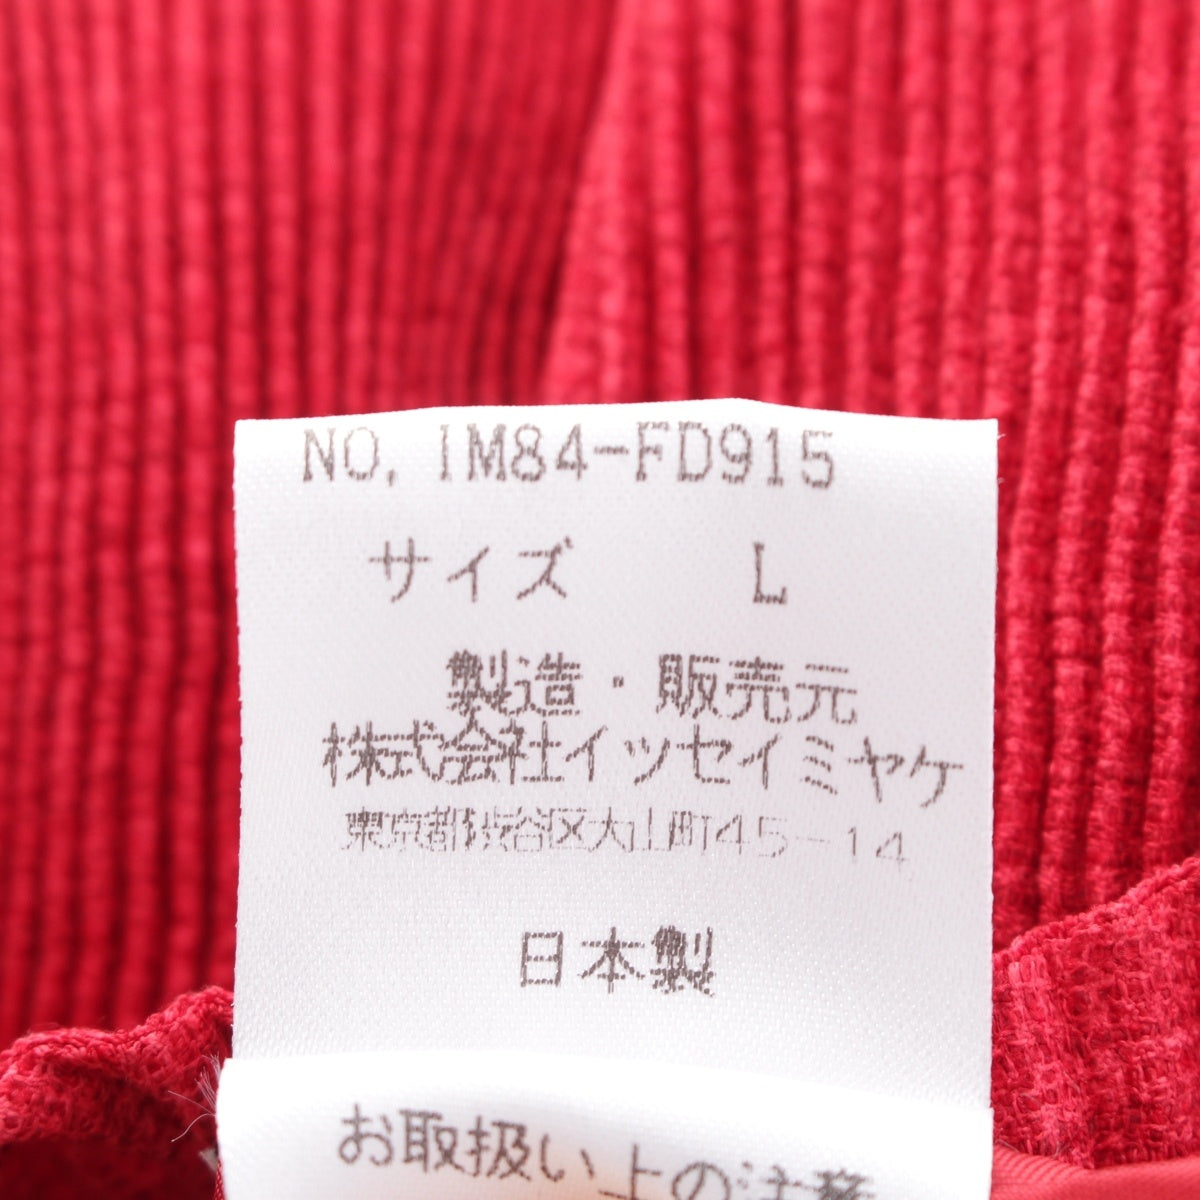 NO. IM84-FD915
サイズ L
製造・販売元
株式会社イッセイミヤケ
東京都渋谷区大山町45-14
日本製
お取扱い上の注意